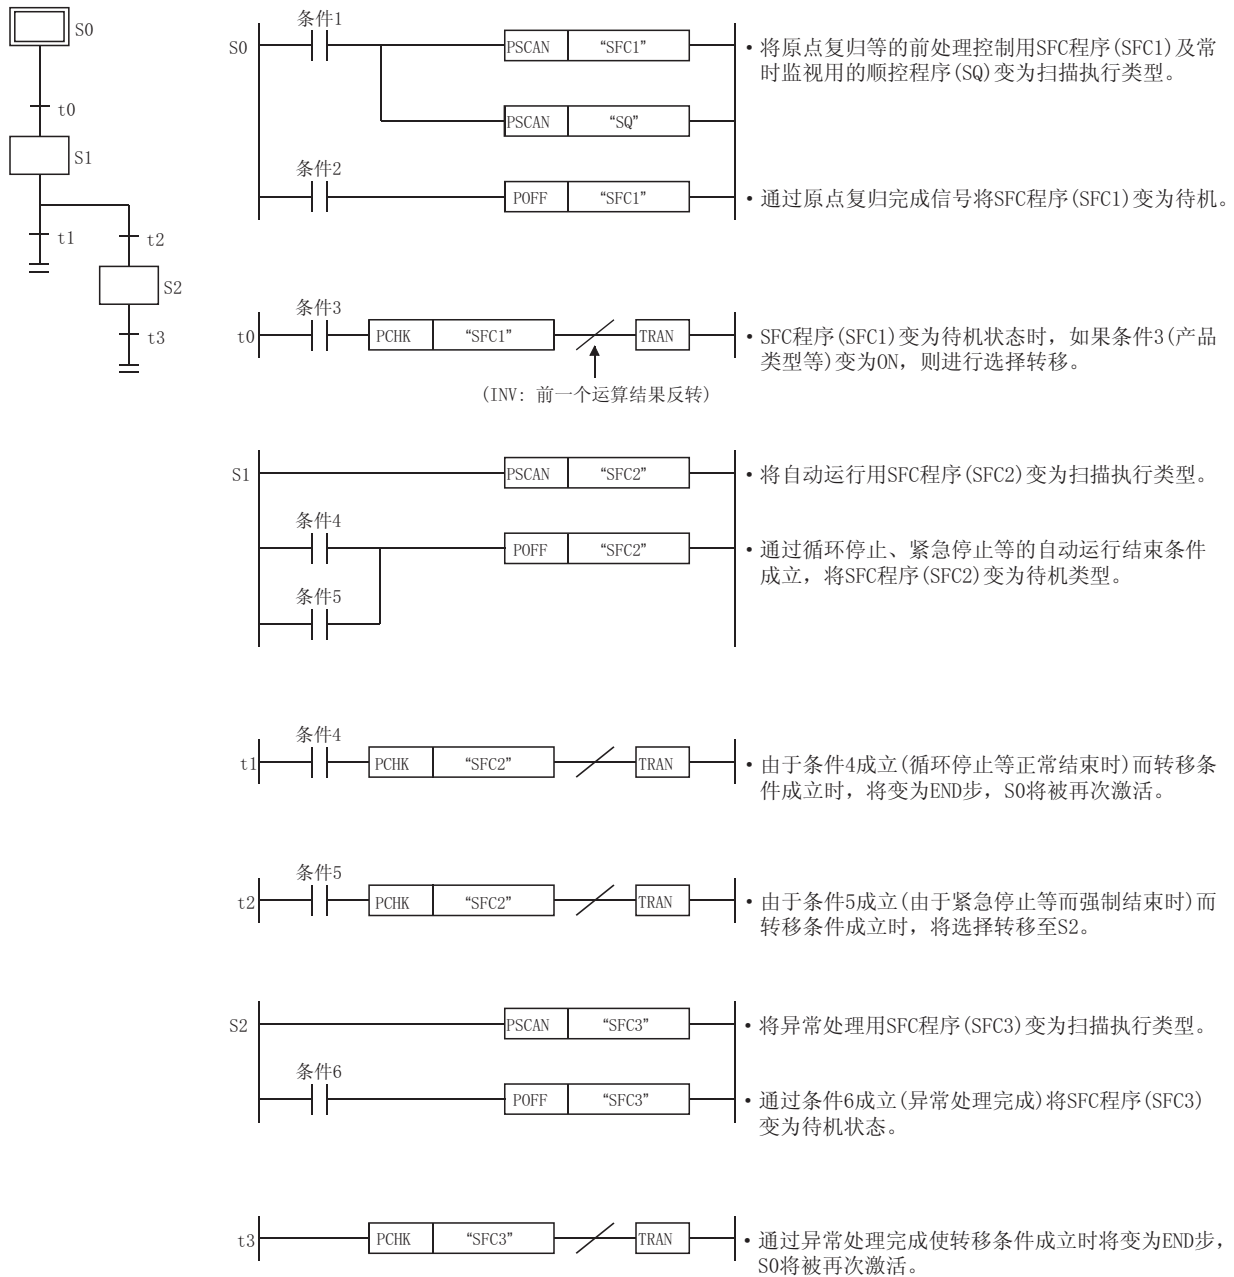 S0
t0
S1
t1
t2
S2
t3
S0
条件1
PSCAN “SFC1”
PSCAN “SQ”
• 将原点复归等的前处理控制用SFC程序(SFC1)及常
时监视用的顺控程序(SQ)变为扫描执行类型。
条件2
POFF “SFC1”
• 通过原点复归完成信号将SFC程序(SFC1)变为待机。
t0
条件3
PCHK “SFC1” TRAN
(INV: 前一个运算结果反转)
• SFC程序(SFC1)变为待机状态时，如果条件3(产品
类型等)变为ON，则进行选择转移。
S1
PSCAN “SFC2”
• 将自动运行用SFC程序(SFC2)变为扫描执行类型。
条件4
POFF “SFC2”
条件5
• 通过循环停止、紧急停止等的自动运行结束条件
成立，将SFC程序(SFC2)变为待机类型。
t1
条件4
PCHK “SFC2” TRAN
• 由于条件4成立(循环停止等正常结束时)而转移条
件成立时，将变为END步，S0将被再次激活。
t2
条件5
PCHK “SFC2” TRAN
• 由于条件5成立(由于紧急停止等而强制结束时)而
转移条件成立时，将选择转移至S2。
S2
PSCAN “SFC3”
• 将异常处理用SFC程序(SFC3)变为扫描执行类型。
条件6
POFF “SFC3”
• 通过条件6成立(异常处理完成)将SFC程序(SFC3)
变为待机状态。
t3
PCHK “SFC3” TRAN
• 通过异常处理完成使转移条件成立时将变为END步，
S0将被再次激活。